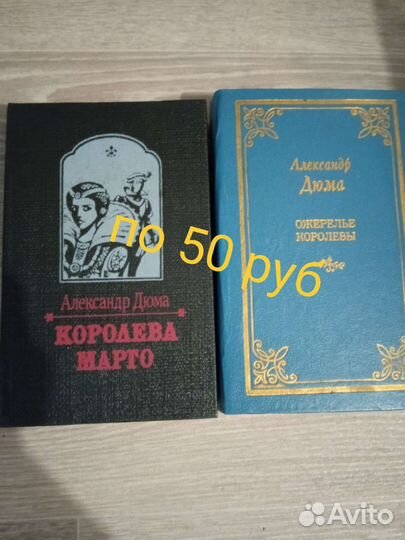 Александр Дюма
КОРОЛЕВА
МАРГО
Александр
Дюма
ОЖЕРЕЛЬЕ
КОРОЛЕВЫ
по 50 руб
Avito